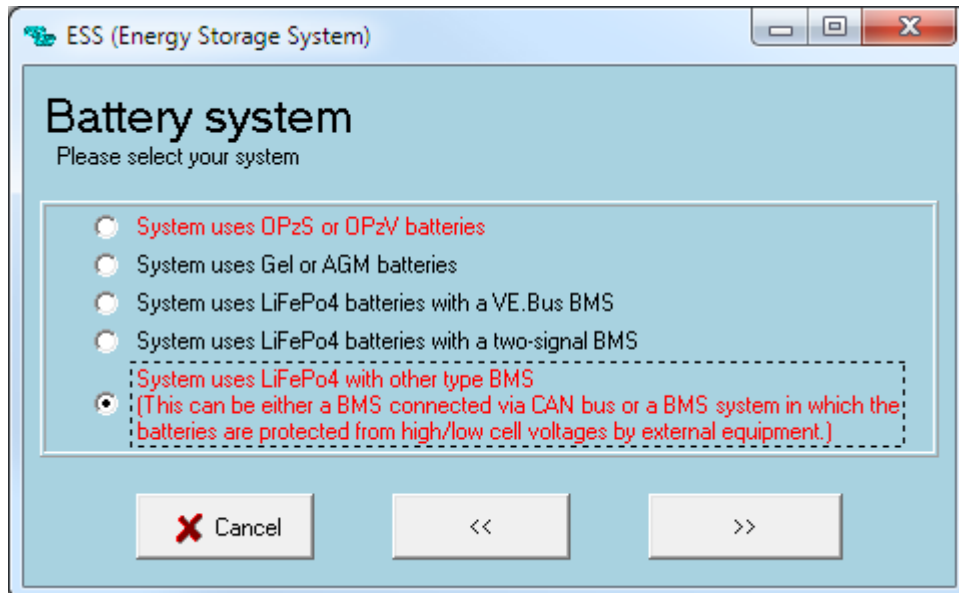 ESS (Energy Storage System)
Battery system
Please select your system
System uses OPzS or OPzV batteries
System uses Gel or AGM batteries
System uses LiFePo4 batteries with a VE.Bus BMS
System uses LiFePo4 batteries with a two-signal BMS
System uses LiFePo4 with other type BMS
(This can be either a BMS connected via CAN bus or a BMS system in which the
batteries are protected from high/low cell voltages by external equipment.)
Cancel
<<
>>